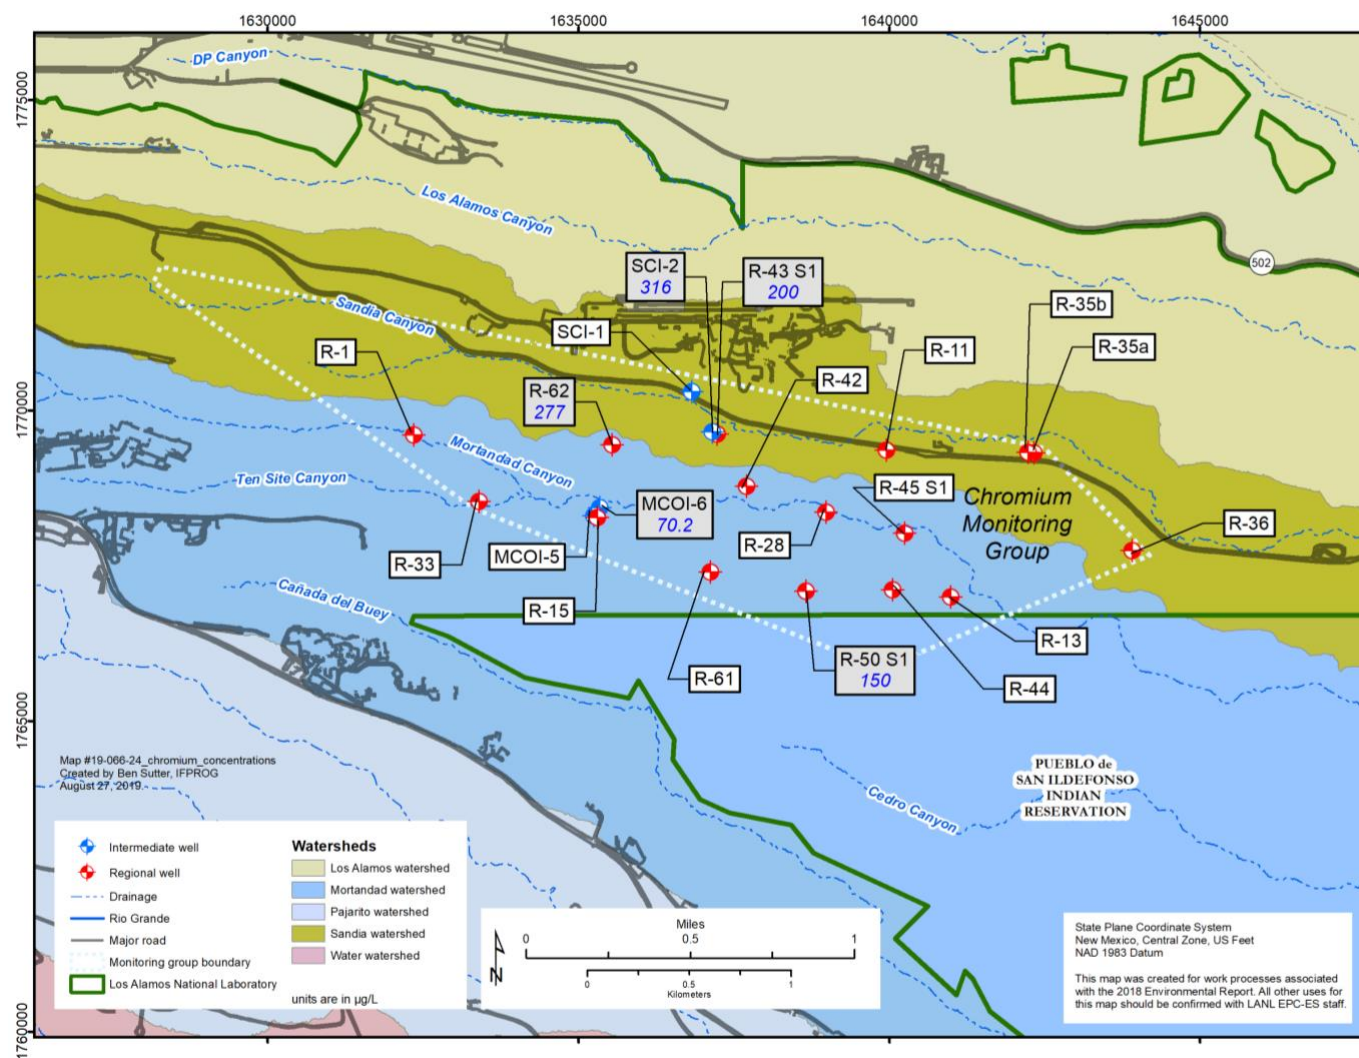 1630000
1635000
1640000
1645000
1775000
1770000
1765000
1760000
DP Canyon
Los Alamos Canyon
502
SCI-2
316
R-43 S1
200
R-35b
SCI-1
Sandia Canyon
R-1
R-11
R-35a
R-42
R-62
277
Mortandad Canyon
Ten Site Canyon
R-45 S1
Chromium
Monitoring
Group
MCOI-6
70.2
R-36
R-28
MCOI-5
R-33
Cañada del Buey
R-15
R-13
R-50 S1
150
R-61
R-44
Map #19-066-24_chromium_concentrations
Created by Ben Sutter, IFPROG
August 27, 2019.
PUEBLO de
SAN ILDEFONSO
INDIAN
RESERVATION
Cedro Canyon
Intermediate well
Regional well
Drainage
Rio Grande
Major road
Monitoring group boundary
Los Alamos National Laboratory
Watersheds
Los Alamos watershed
Mortandad watershed
Pajarito watershed
Sandia watershed
Water watershed
units are in µg/L
Miles
0 0.5 1
N
0 0.5 1
Kilometers
State Plane Coordinate System
New Mexico, Central Zone, US Feet
NAD 1983 Datum
This map was created for work processes associated
with the 2018 Environmental Report. All other uses for
this map should be confirmed with LANL EPC-ES staff.